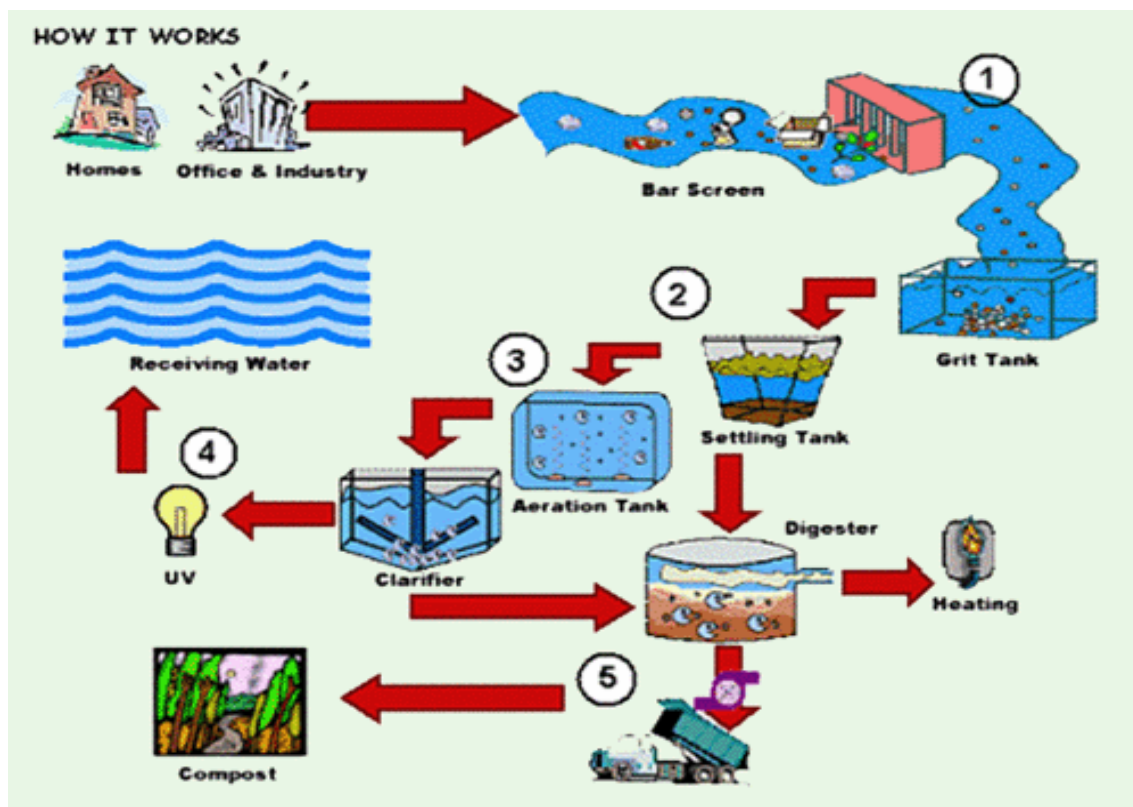 HOW IT WORKS
1
Homes
Office & Industry
Bar Screen
2
Receiving Water
3
Grit Tank
Settling Tank
4
Aeration Tank
Digester
UV
Clarifier
Heating
5
Compost